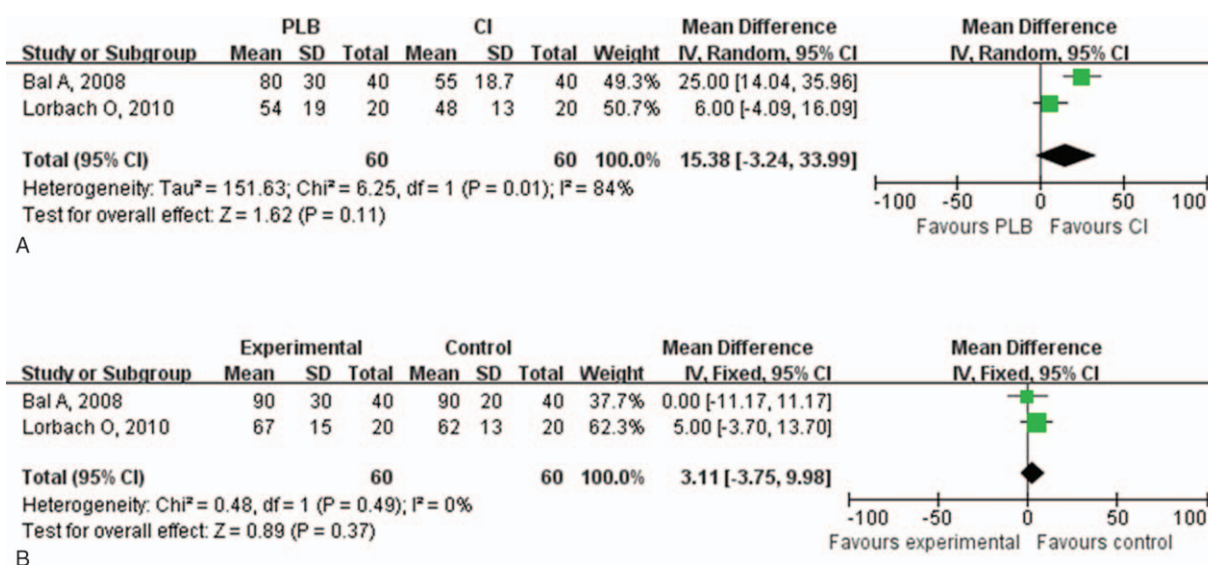 PLB CI Mean Difference Mean Difference
Study or Subgroup Mean SD Total Mean SD Total Weight IV, Random, 95% CI IV, Random, 95% CI
Bal A, 2008 80 30 40 55 18.7 40 49.3% 25.00 [14.04, 35.96]
Lorbach O, 2010 54 19 20 48 13 20 50.7% 6.00 [-4.09, 16.09]
Total (95% CI) 60 60 100.0% 15.38 [-3.24, 33.99]
Heterogeneity: Tau² = 151.63; Chi² = 6.25, df = 1 (P = 0.01); I² = 84%
Test for overall effect: Z = 1.62 (P = 0.11)
-100 -50 0 50 100
Favours PLB Favours CI
A
Experimental Control Mean Difference Mean Difference
Study or Subgroup Mean SD Total Mean SD Total Weight IV, Fixed, 95% CI IV, Fixed, 95% CI
Bal A, 2008 90 30 40 90 20 40 37.7% 0.00 [-11.17, 11.17]
Lorbach O, 2010 67 15 20 62 13 20 62.3% 5.00 [-3.70, 13.70]
Total (95% CI) 60 60 100.0% 3.11 [-3.75, 9.98]
Heterogeneity: Chi² = 0.48, df = 1 (P = 0.49); I² = 0%
Test for overall effect: Z = 0.89 (P = 0.37)
-100 -50 0 50 100
Favours experimental Favours control
B